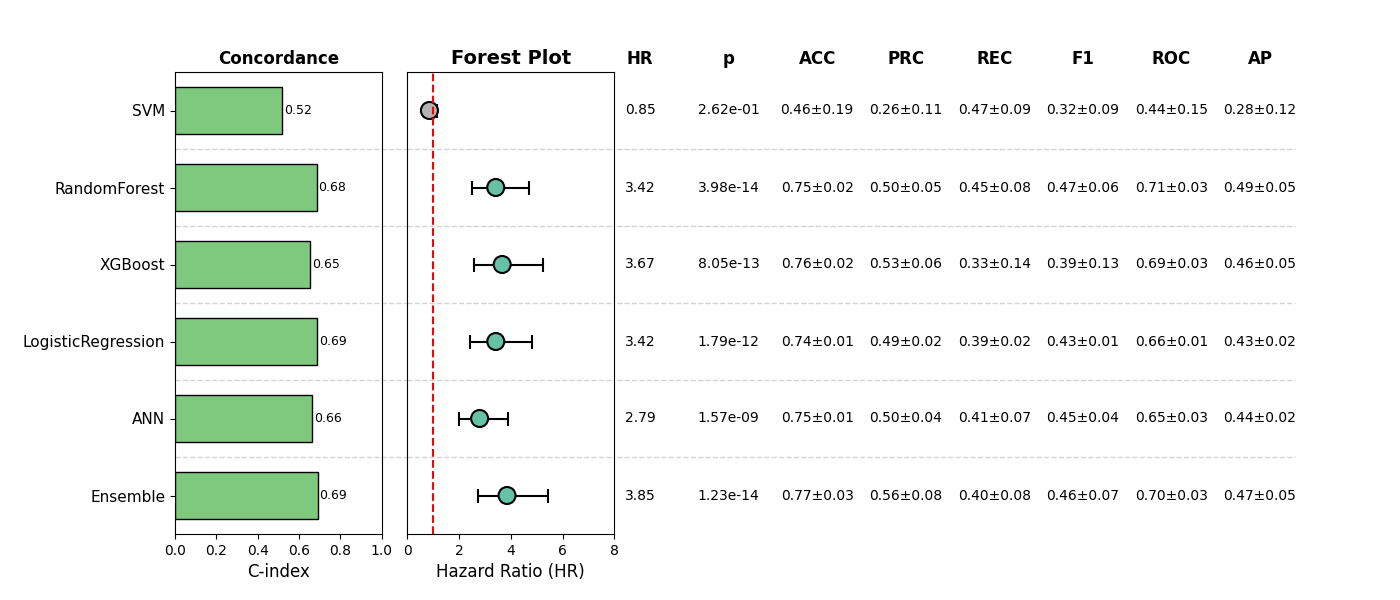 Concordance Forest Plot HR p ACC PRC REC F1 ROC AP
SVM 0.52 0.85 2.62e-01 0.46±0.19 0.26±0.11 0.47±0.09 0.32±0.09 0.44±0.15 0.28±0.12
RandomForest 0.68 3.42 3.98e-14 0.75±0.02 0.50±0.05 0.45±0.08 0.47±0.06 0.71±0.03 0.49±0.05
XGBoost 0.65 3.67 8.05e-13 0.76±0.02 0.53±0.06 0.33±0.14 0.39±0.13 0.69±0.03 0.46±0.05
LogisticRegression 0.69 3.42 1.79e-12 0.74±0.01 0.49±0.02 0.39±0.02 0.43±0.01 0.66±0.01 0.43±0.02
ANN 0.66 2.79 1.57e-09 0.75±0.01 0.50±0.04 0.41±0.07 0.45±0.04 0.65±0.03 0.44±0.02
Ensemble 0.69 3.85 1.23e-14 0.77±0.03 0.56±0.08 0.40±0.08 0.46±0.07 0.70±0.03 0.47±0.05
0.0 0.2 0.4 0.6 0.8 1.0 0 2 4 6 8
C-index Hazard Ratio (HR)